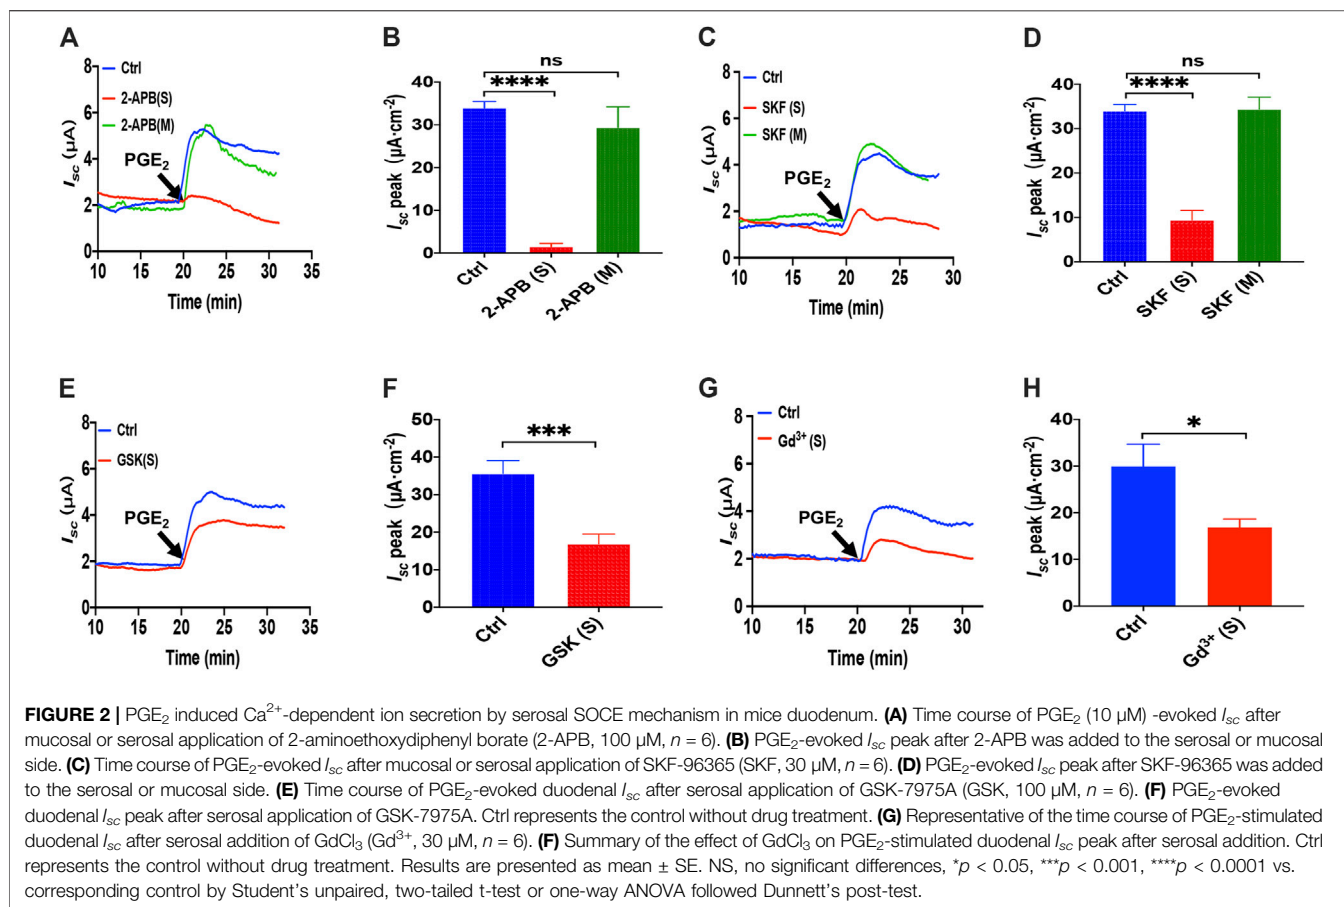 A
8
6
4
2
0
I_sc (µA)
Ctrl
2-APB(S)
2-APB(M)
PGE₂
10 15 20 25 30 35
Time (min)
B
ns
****
40
30
20
10
0
I_sc peak (µA·cm⁻²)
Ctrl
2-APB (S)
2-APB (M)
C
8
6
4
2
0
I_sc (µA)
Ctrl
SKF (S)
SKF (M)
PGE₂
10 15 20 25 30
Time (min)
D
ns
****
40
30
20
10
0
I_sc peak (µA·cm⁻²)
Ctrl
SKF (S)
SKF (M)
E
8
6
4
2
0
I_sc (µA)
Ctrl
GSK(S)
PGE₂
10 15 20 25 30 35
Time (min)
F
***
50
40
30
20
10
0
I_sc peak (µA·cm⁻²)
Ctrl
GSK (S)
G
8
6
4
2
0
I_sc (µA)
Ctrl
Gd³⁺ (S)
PGE₂
10 15 20 25 30
Time (min)
H
*
40
30
20
10
0
I_sc peak (µA·cm⁻²)
Ctrl
Gd³⁺ (S)
FIGURE 2 | PGE₂ induced Ca²⁺-dependent ion secretion by serosal SOCE mechanism in mice duodenum. (A) Time course of PGE₂ (10 µM) -evoked I_sc after
mucosal or serosal application of 2-aminoethoxydiphenyl borate (2-APB, 100 µM, n = 6). (B) PGE₂-evoked I_sc peak after 2-APB was added to the serosal or mucosal
side. (C) Time course of PGE₂-evoked I_sc after mucosal or serosal application of SKF-96365 (SKF, 30 µM, n = 6). (D) PGE₂-evoked I_sc peak after SKF-96365 was added
to the serosal or mucosal side. (E) Time course of PGE₂-evoked duodenal I_sc after serosal application of GSK-7975A (GSK, 100 µM, n = 6). (F) PGE₂-evoked
duodenal I_sc peak after serosal application of GSK-7975A. Ctrl represents the control without drug treatment. (G) Representative of the time course of PGE₂-stimulated
duodenal I_sc after serosal addition of GdCl₃ (Gd³⁺, 30 µM, n = 6). (F) Summary of the effect of GdCl₃ on PGE₂-stimulated duodenal I_sc peak after serosal addition. Ctrl
represents the control without drug treatment. Results are presented as mean ± SE. NS, no significant differences, *p < 0.05, ***p < 0.001, ****p < 0.0001 vs.
corresponding control by Student’s unpaired, two-tailed t-test or one-way ANOVA followed Dunnett’s post-test.